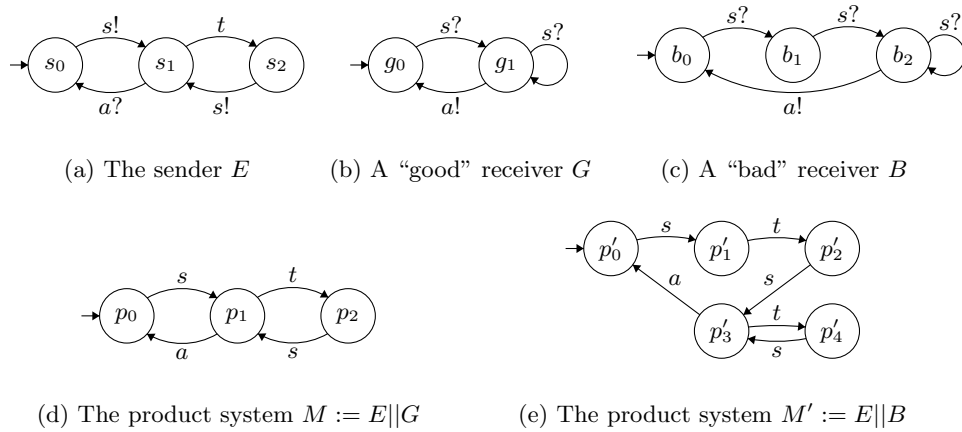 s! t
s₀ s₁ s₂
a? s!
(a) The sender E
s? s?
g₀ g₁
a!
(b) A “good” receiver G
s? s? s?
b₀ b₁ b₂
a!
(c) A “bad” receiver B
s t
p₀ p₁ p₂
a s
(d) The product system M := E||G
s t
p′₀ p′₁ p′₂
a s
t
p′₃ p′₄
s
(e) The product system M′ := E||B